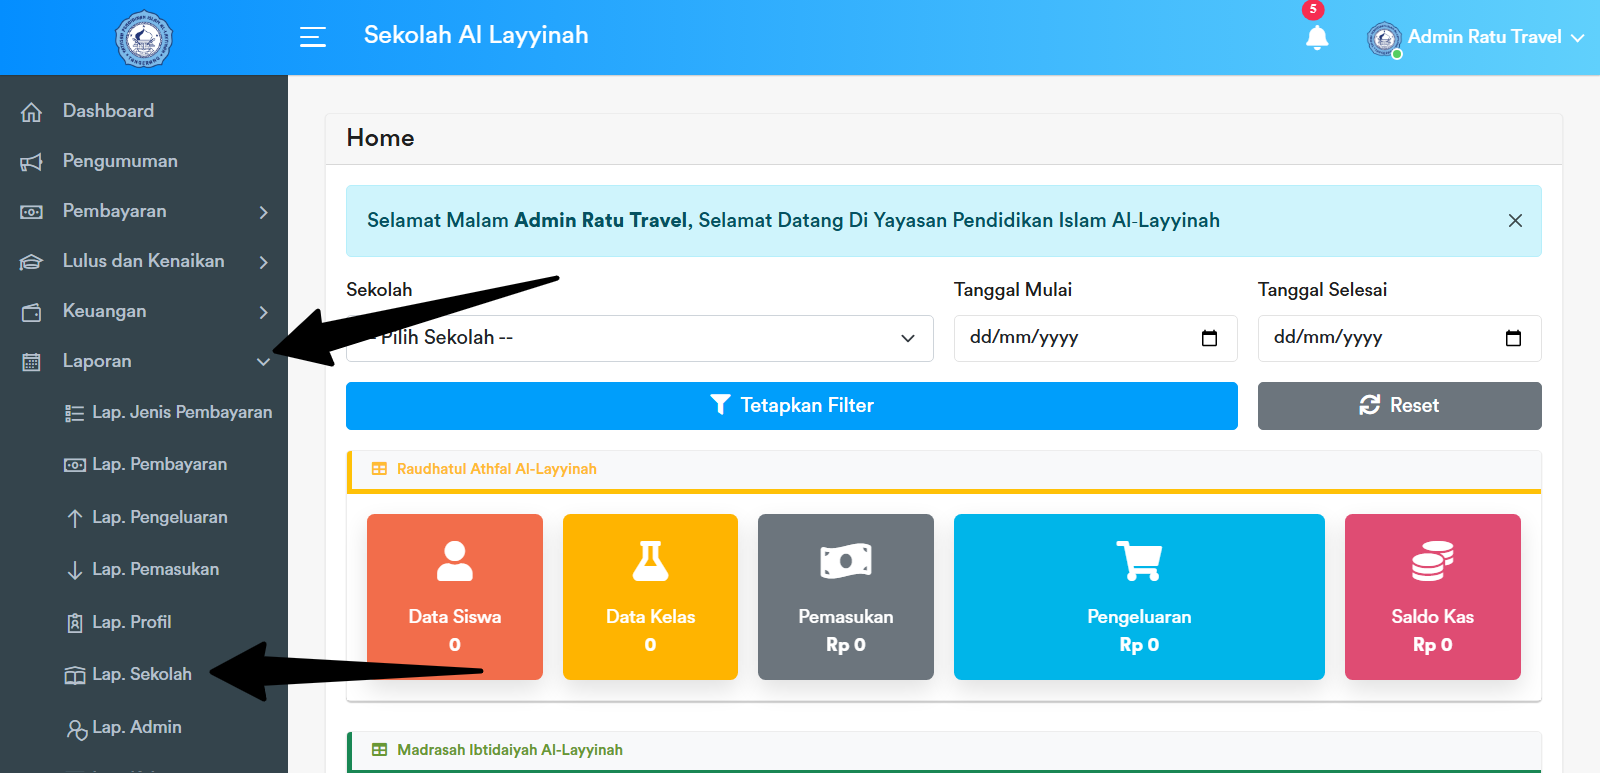 Sekolah Al Layyinah
5
Admin Ratu Travel
Dashboard
Pengumuman
Pembayaran
Lulus dan Kenaikan
Keuangan
Laporan
Lap. Jenis Pembayaran
Lap. Pembayaran
Lap. Pengeluaran
Lap. Pemasukan
Lap. Profil
Lap. Sekolah
Lap. Admin
Home
Selamat Malam Admin Ratu Travel, Selamat Datang Di Yayasan Pendidikan Islam Al-Layyinah
Sekolah
Tanggal Mulai
Tanggal Selesai
Pilih Sekolah --
dd/mm/yyyy
dd/mm/yyyy
Tetapkan Filter
Reset
Raudhatul Athfal Al-Layyinah
Data Siswa
0
Data Kelas
0
Pemasukan
Rp 0
Pengeluaran
Rp 0
Saldo Kas
Rp 0
Madrasah Ibtidaiyah Al-Layyinah